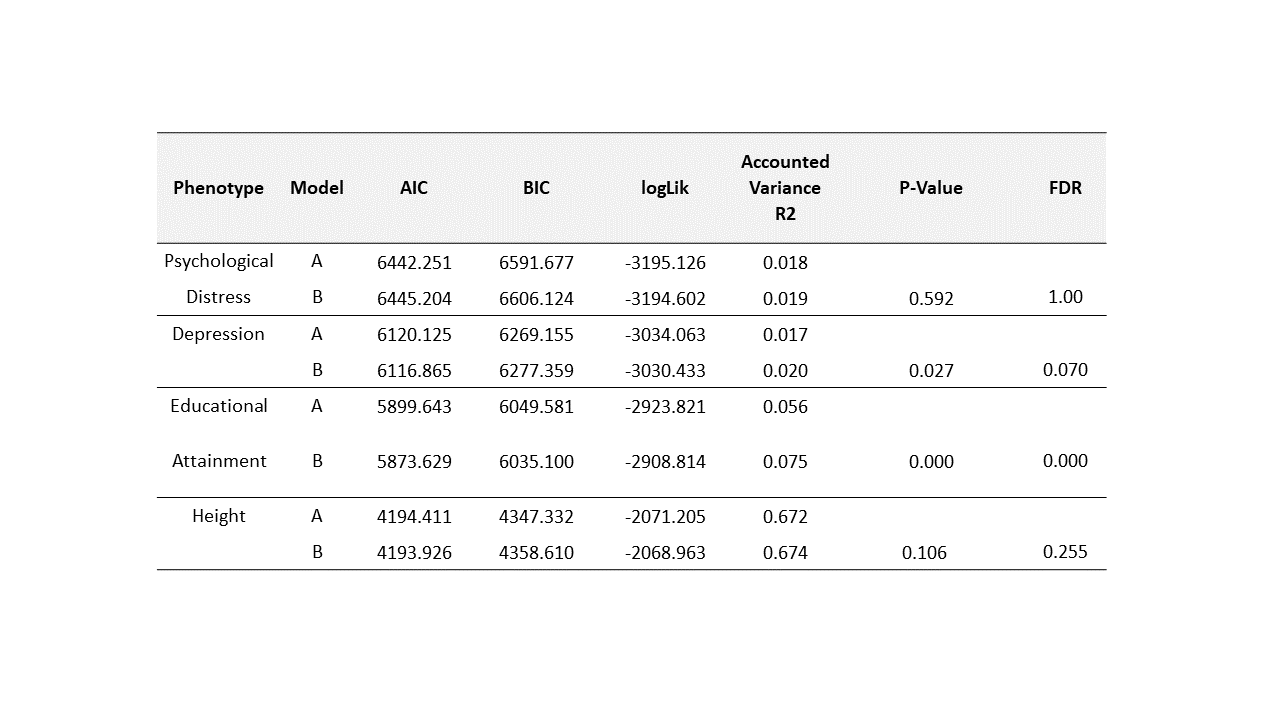 Phenotype Model AIC BIC logLik Accounted Variance R2 P-Value FDR
Psychological A 6442.251 6591.677 -3195.126 0.018
Distress B 6445.204 6606.124 -3194.602 0.019 0.592 1.00
Depression A 6120.125 6269.155 -3034.063 0.017
B 6116.865 6277.359 -3030.433 0.020 0.027 0.070
Educational A 5899.643 6049.581 -2923.821 0.056
Attainment B 5873.629 6035.100 -2908.814 0.075 0.000 0.000
Height A 4194.411 4347.332 -2071.205 0.672
B 4193.926 4358.610 -2068.963 0.674 0.106 0.255